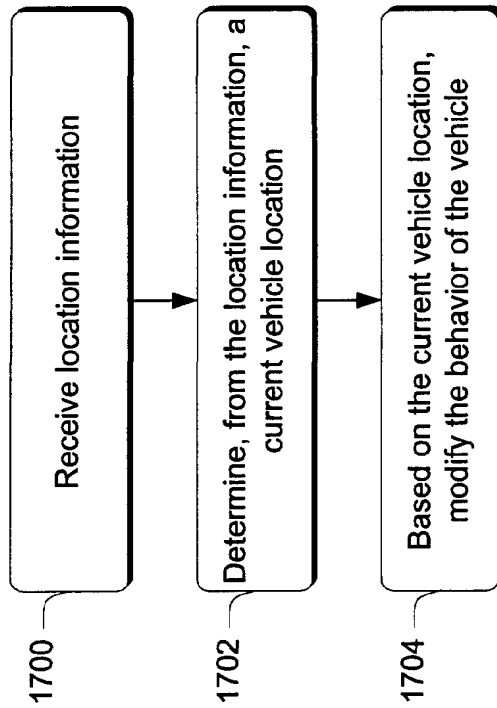 1700
Receive location information
1702
Determine, from the location information, a
current vehicle location
1704
Based on the current vehicle location,
modify the behavior of the vehicle